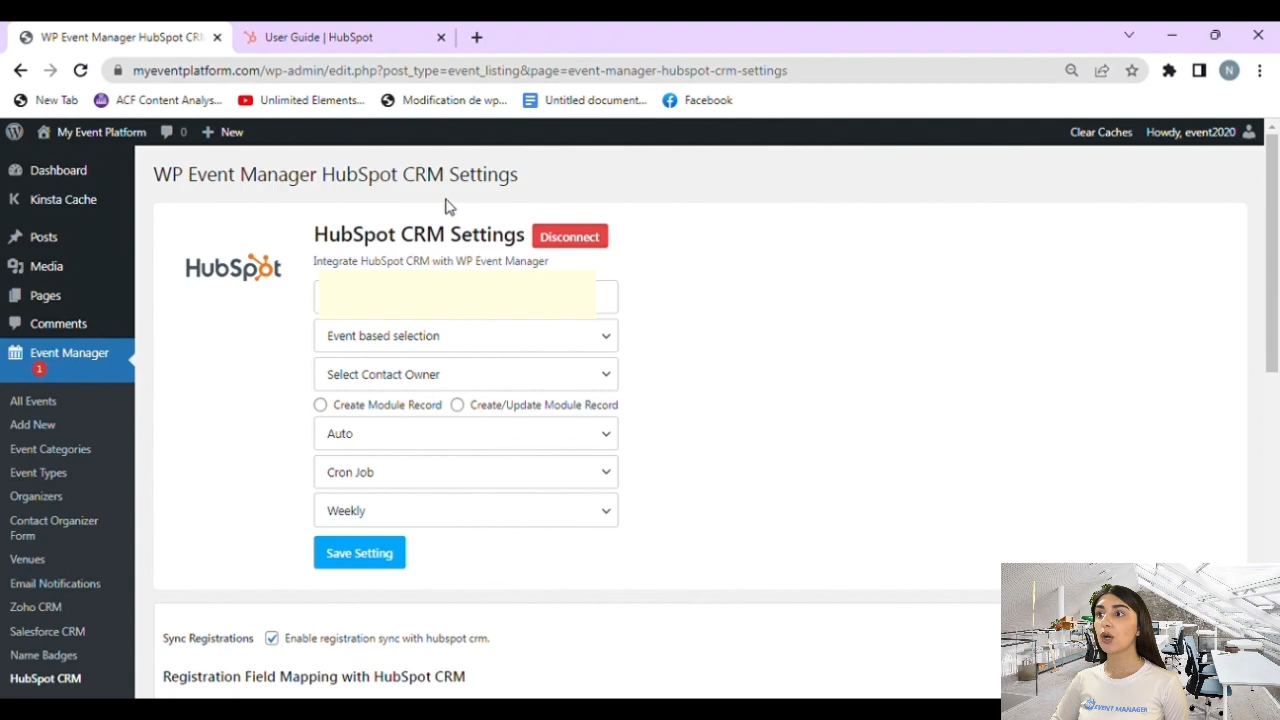 WP Event Manager HubSpot CR
User Guide | HubSpot
myeventplatform.com/wp-admin/edit.php?post_type=event_listing&page=event-manager-hubspot-crm-settings
N
New Tab
ACF Content Analys...
Unlimited Elements...
Modification de wp...
Untitled document...
Facebook
My Event Platform
0
New
Clear Caches
Howdy, event2020
Dashboard
Kinsta Cache
Posts
Media
Pages
Comments
Event Manager
1
All Events
Add New
Event Categories
Event Types
Organizers
Contact Organizer
Form
Venues
Email Notifications
Zoho CRM
Salesforce CRM
Name Badges
HubSpot CRM
WP Event Manager HubSpot CRM Settings
HubSpot
HubSpot CRM Settings
Disconnect
Integrate HubSpot CRM with WP Event Manager
Event based selection
Select Contact Owner
Create Module Record
Create/Update Module Record
Auto
Cron Job
Weekly
Save Setting
Sync Registrations
Enable registration sync with hubspot crm.
Registration Field Mapping with HubSpot CRM
EVENT MANAGER